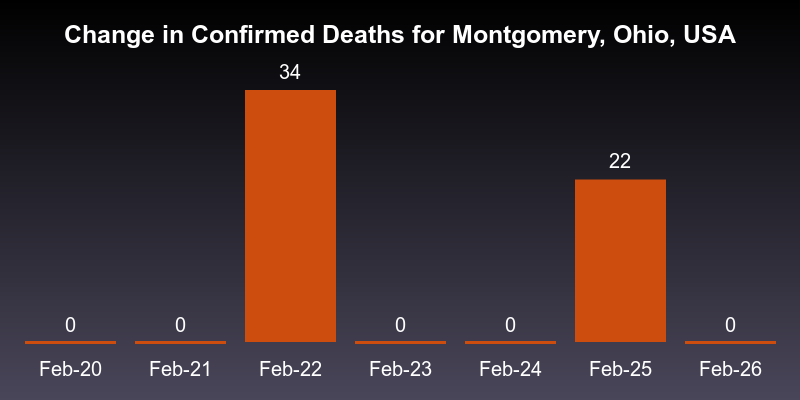 Change in Confirmed Deaths for Montgomery, Ohio, USA
34
22
0 0 0 0 0
Feb-20 Feb-21 Feb-22 Feb-23 Feb-24 Feb-25 Feb-26